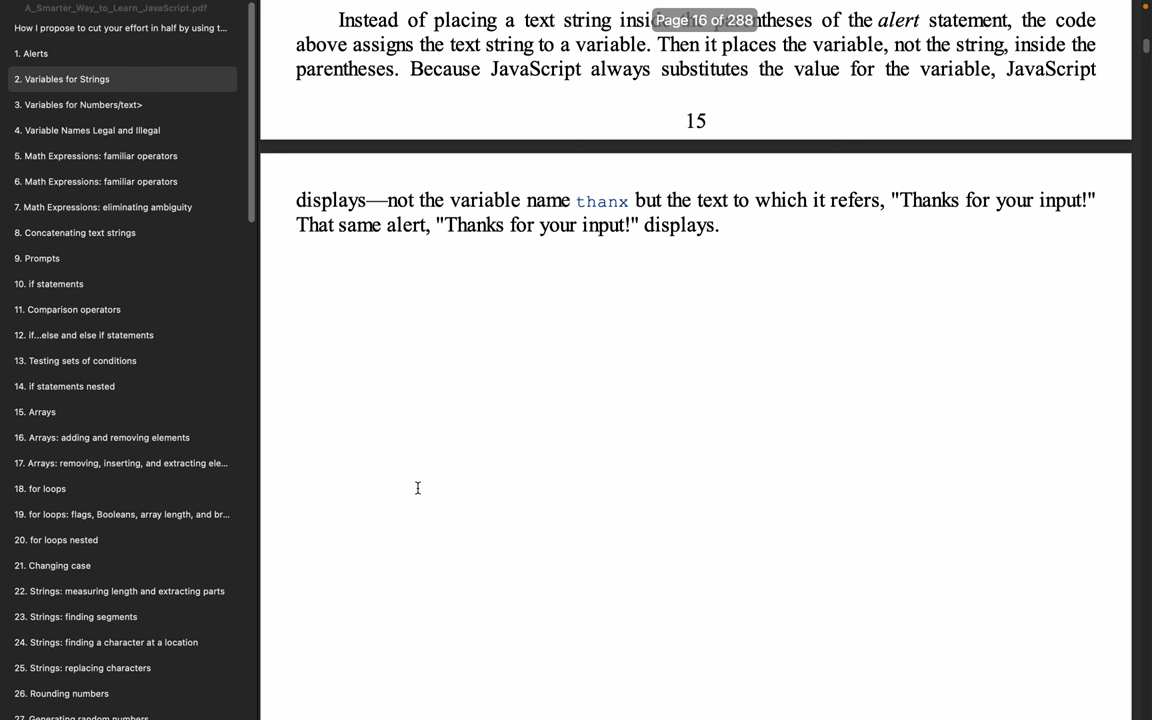 A_Smarter_Way_to_Learn_JavaScript.pdf
How I propose to cut your effort in half by using t...
1. Alerts
2. Variables for Strings
3. Variables for Numbers/text>
4. Variable Names Legal and Illegal
5. Math Expressions: familiar operators
6. Math Expressions: familiar operators
7. Math Expressions: eliminating ambiguity
8. Concatenating text strings
9. Prompts
10. if statements
11. Comparison operators
12. if...else and else if statements
13. Testing sets of conditions
14. if statements nested
15. Arrays
16. Arrays: adding and removing elements
17. Arrays: removing, inserting, and extracting ele...
18. for loops
19. for loops: flags, Booleans, array length, and br...
20. for loops nested
21. Changing case
22. Strings: measuring length and extracting parts
23. Strings: finding segments
24. Strings: finding a character at a location
25. Strings: replacing characters
26. Rounding numbers
27. Generating random numbers
Page 16 of 288
Instead of placing a text string insi ntheses of the alert statement, the code
above assigns the text string to a variable. Then it places the variable, not the string, inside the
parentheses. Because JavaScript always substitutes the value for the variable, JavaScript
15
displays—not the variable name thanx but the text to which it refers, "Thanks for your input!"
That same alert, "Thanks for your input!" displays.